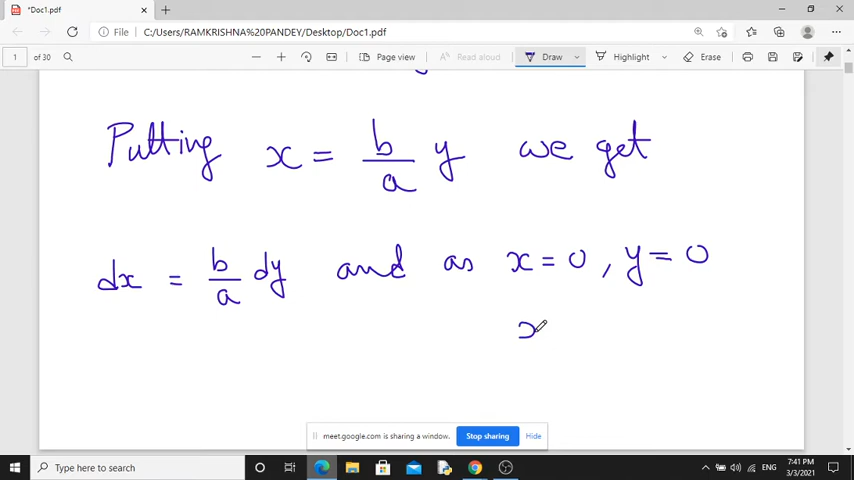 *Doc1.pdf
File C:/Users/RAMKRISHNA%20PANDEY/Desktop/Doc1.pdf
1 of 30 Page view Read aloud Draw Highlight Erase
Putting x = b/a y we get
dx = b/a dy and as x = 0, y = 0
x
meet.google.com is sharing a window. Stop sharing Hide
Type here to search ENG 7:41 PM
3/3/2021